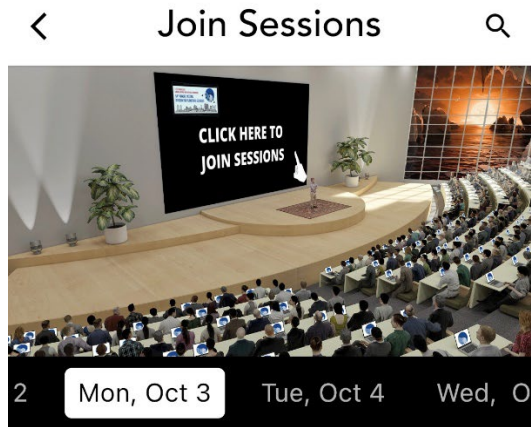 Join Sessions
CLICK HERE TO
JOIN SESSIONS
2 Mon, Oct 3 Tue, Oct 4 Wed, O